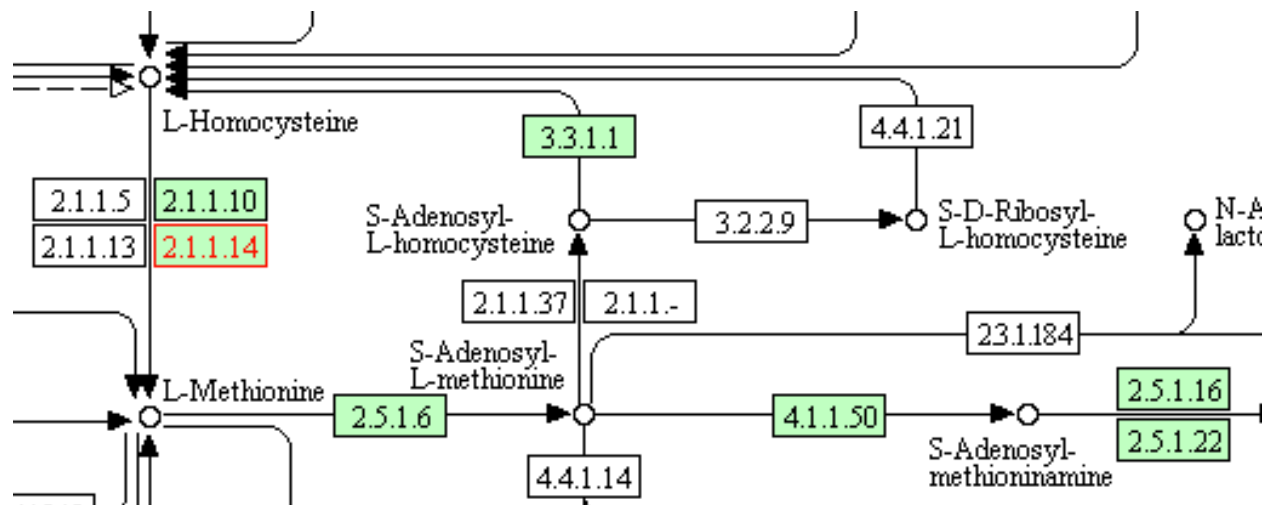 L-Homocysteine
3.3.1.1
4.4.1.21
2.1.1.5
2.1.1.10
2.1.1.13
2.1.1.14
S-Adenosyl-
L-homocysteine
3.2.2.9
S-D-Ribosyl-
L-homocysteine
N-A
lacto
2.1.1.37
2.1.1.-
2.3.1.184
S-Adenosyl-
L-methionine
L-Methionine
2.5.1.6
4.1.1.50
2.5.1.16
2.5.1.22
S-Adenosyl-
methioninamine
4.4.1.14